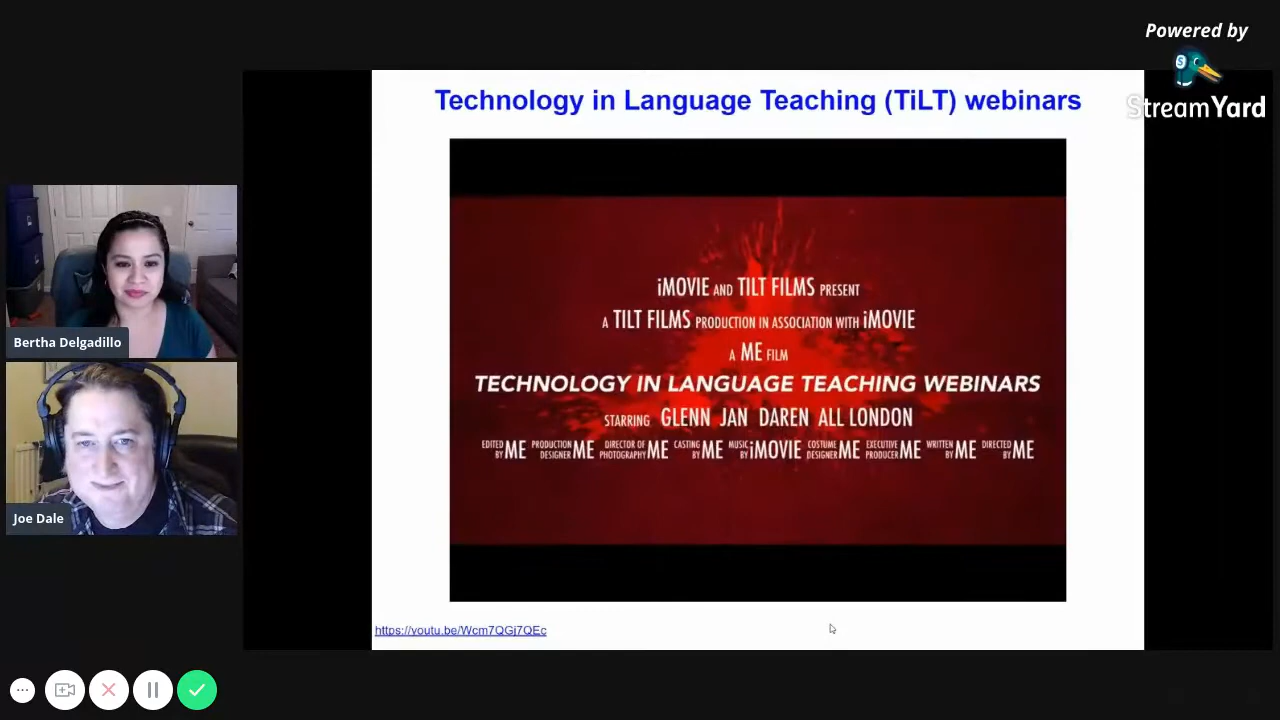 Powered by
StreamYard
Technology in Language Teaching (TiLT) webinars
iMOVIE AND TILT FILMS PRESENT
A TILT FILMS PRODUCTION IN ASSOCIATION WITH iMOVIE
A ME FILM
TECHNOLOGY IN LANGUAGE TEACHING WEBINARS
STARRING GLENN JAN DAREN ALL LONDON
EDITED BY ME PRODUCTION DESIGNER ME DIRECTOR OF PHOTOGRAPHY ME CASTING BY ME MUSIC BY iMOVIE COSTUME DESIGNER ME EXECUTIVE PRODUCER ME WRITTEN BY ME DIRECTED BY ME
https://youtu.be/Wcm7QGj7QEc
Bertha Delgadillo
Joe Dale